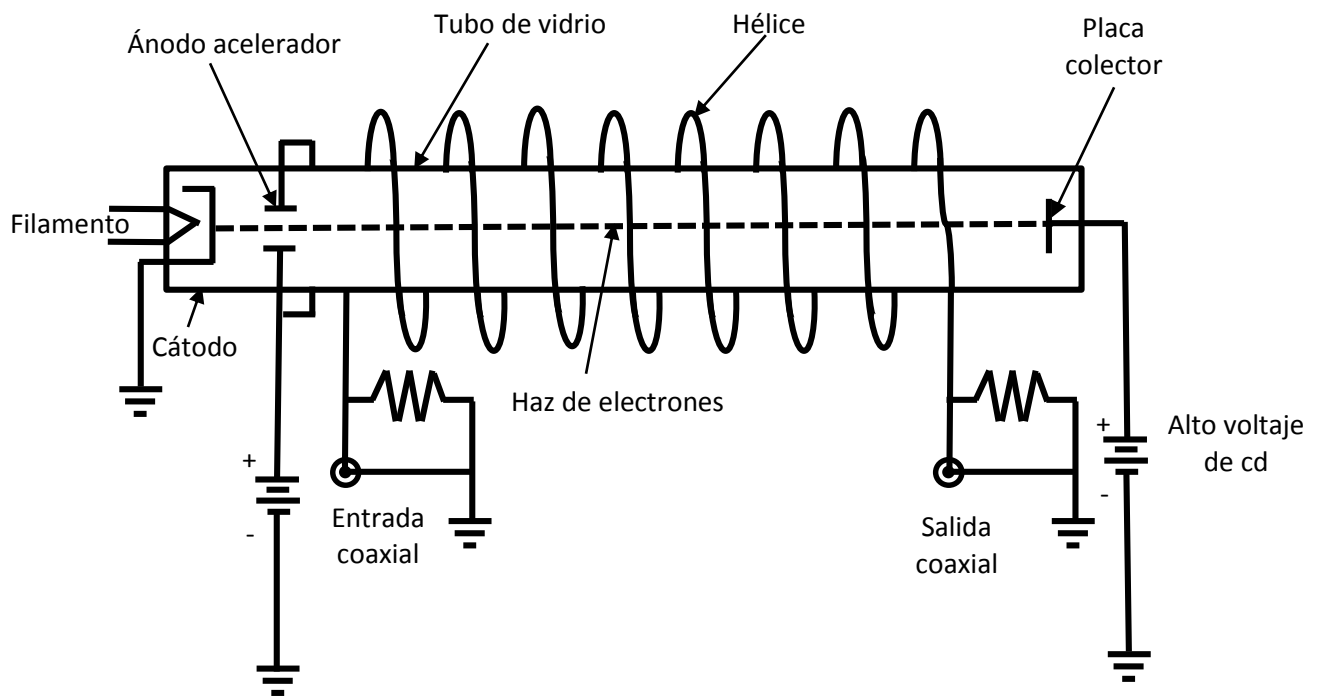 Ánodo acelerador
Tubo de vidrio
Hélice
Placa
colector
Filamento
Cátodo
Haz de electrones
+
-
Entrada
coaxial
Salida
coaxial
+
-
Alto voltaje
de cd